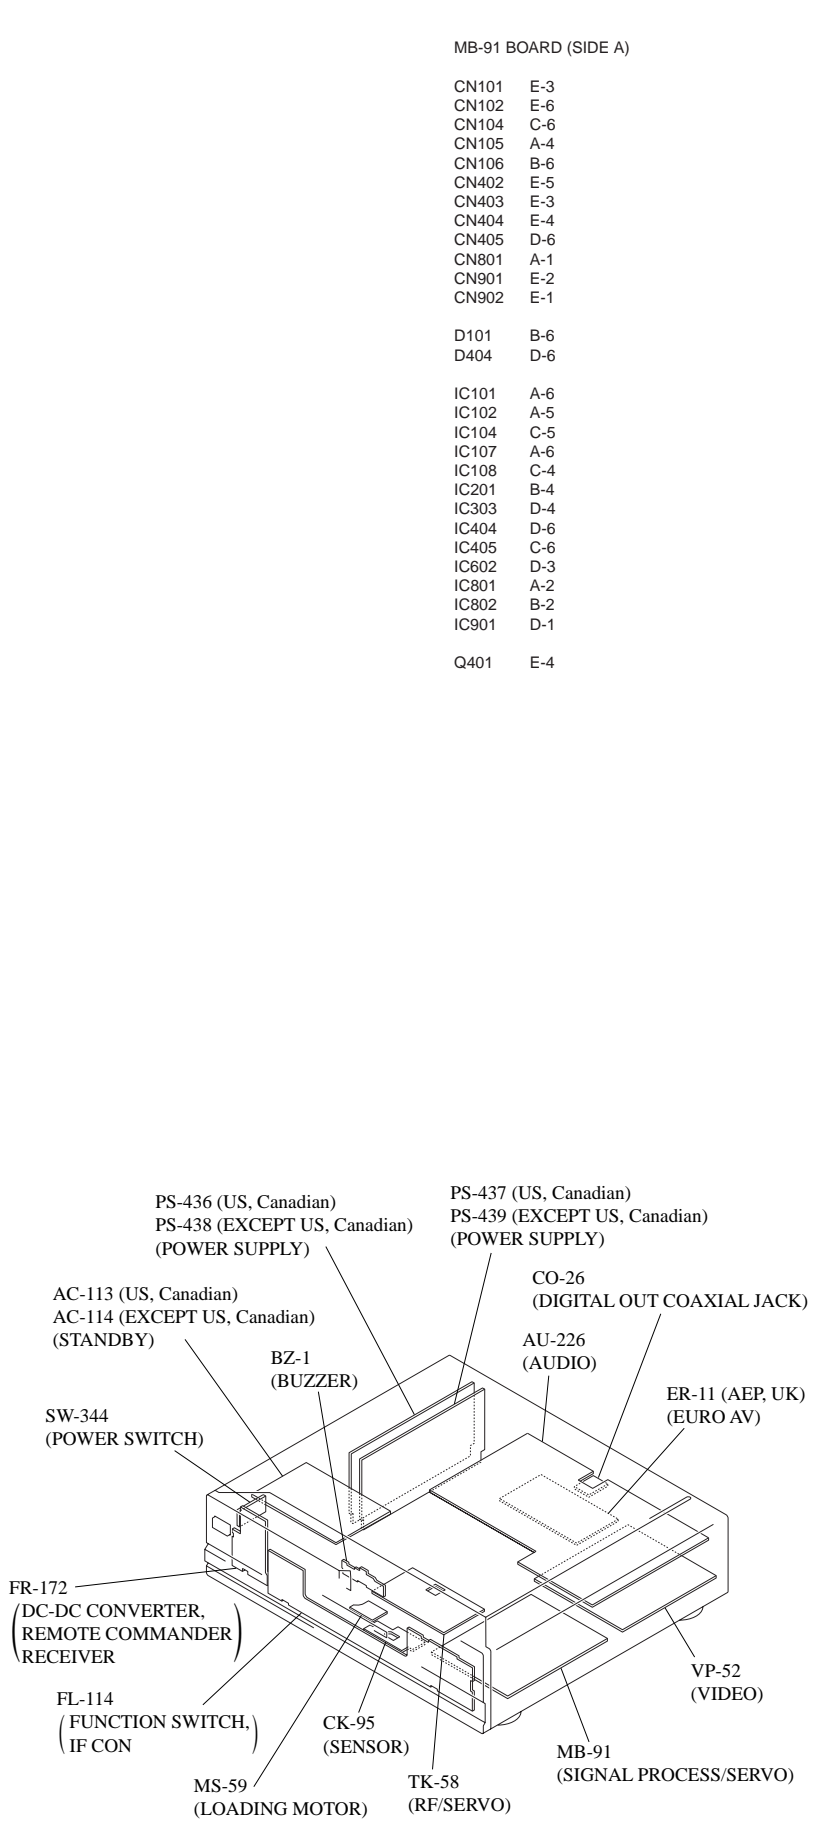 MB-91 BOARD (SIDE A)
CN101 E-3
CN102 E-6
CN104 C-6
CN105 A-4
CN106 B-6
CN402 E-5
CN403 E-3
CN404 E-4
CN405 D-6
CN801 A-1
CN901 E-2
CN902 E-1
D101 B-6
D404 D-6
IC101 A-6
IC102 A-5
IC104 C-5
IC107 A-6
IC108 C-4
IC201 B-4
IC303 D-4
IC404 D-6
IC405 C-6
IC602 D-3
IC801 A-2
IC802 B-2
IC901 D-1
Q401 E-4
PS-436 (US, Canadian)
PS-438 (EXCEPT US, Canadian)
(POWER SUPPLY)
PS-437 (US, Canadian)
PS-439 (EXCEPT US, Canadian)
(POWER SUPPLY)
CO-26
(DIGITAL OUT COAXIAL JACK)
AC-113 (US, Canadian)
AC-114 (EXCEPT US, Canadian)
(STANDBY)
BZ-1
(BUZZER)
AU-226
(AUDIO)
ER-11 (AEP, UK)
(EURO AV)
SW-344
(POWER SWITCH)
FR-172
(DC-DC CONVERTER,
REMOTE COMMANDER
RECEIVER)
FL-114
(FUNCTION SWITCH,
IF CON)
MS-59
(LOADING MOTOR)
CK-95
(SENSOR)
TK-58
(RF/SERVO)
MB-91
(SIGNAL PROCESS/SERVO)
VP-52
(VIDEO)